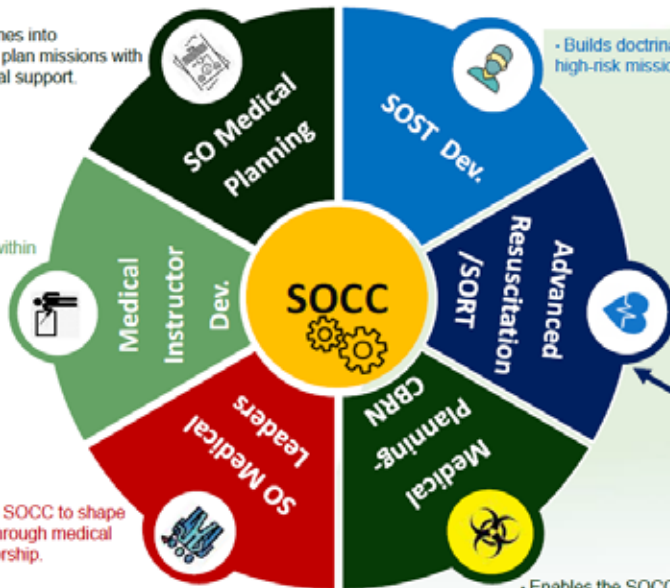 nes into
plan missions with
al support.
• Builds doctrina
high-risk missio
SO Medical
Planning
SOST Dev.
within
Medical
Instructor
Dev.
SOCC
Advanced
Resuscitation
/SORT
SO Medical
Leaders
Medical
Planning-
CBRN
SOCC to shape
hrough medical
rship.
• Enables the SOCC